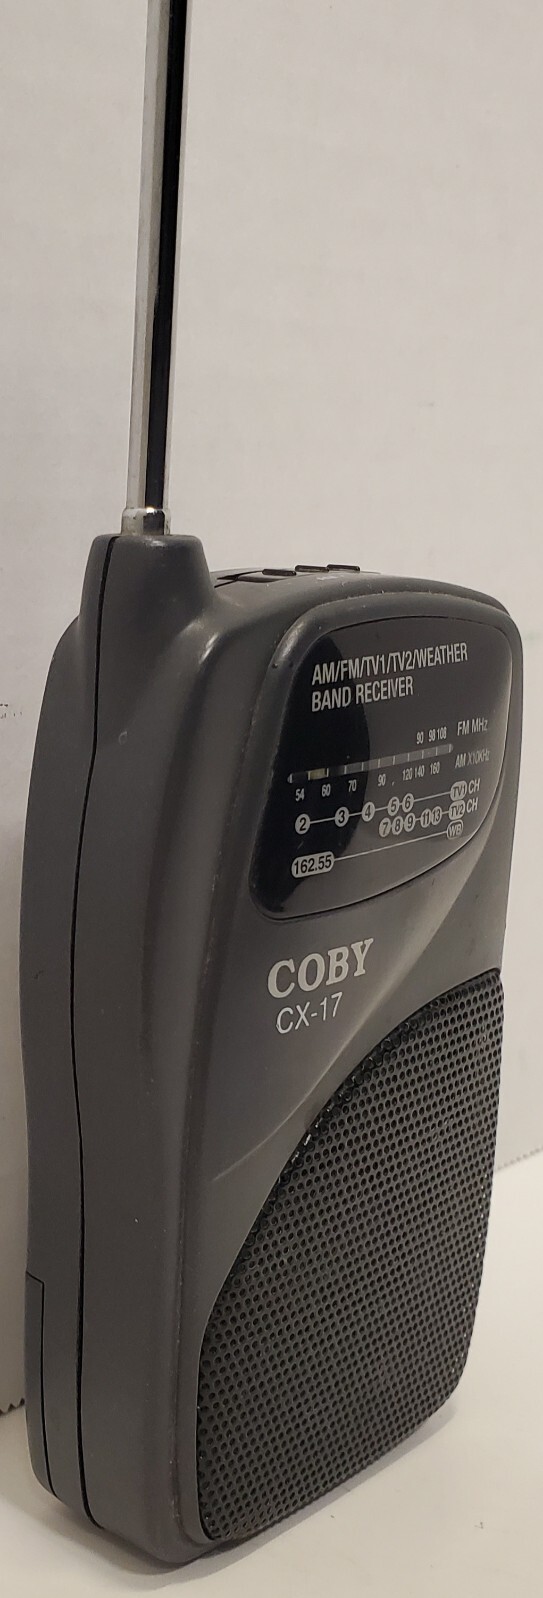 AM/FM/TV1/TV2/WEATHER
BAND RECEIVER
90 98 108 FM MHz
54 60 70 90 120 140 160 AM X10KHz
2 3 4 5 6 TV1 CH
7 8 9 11 13 TV2 CH
WB
162.55
COBY
CX-17